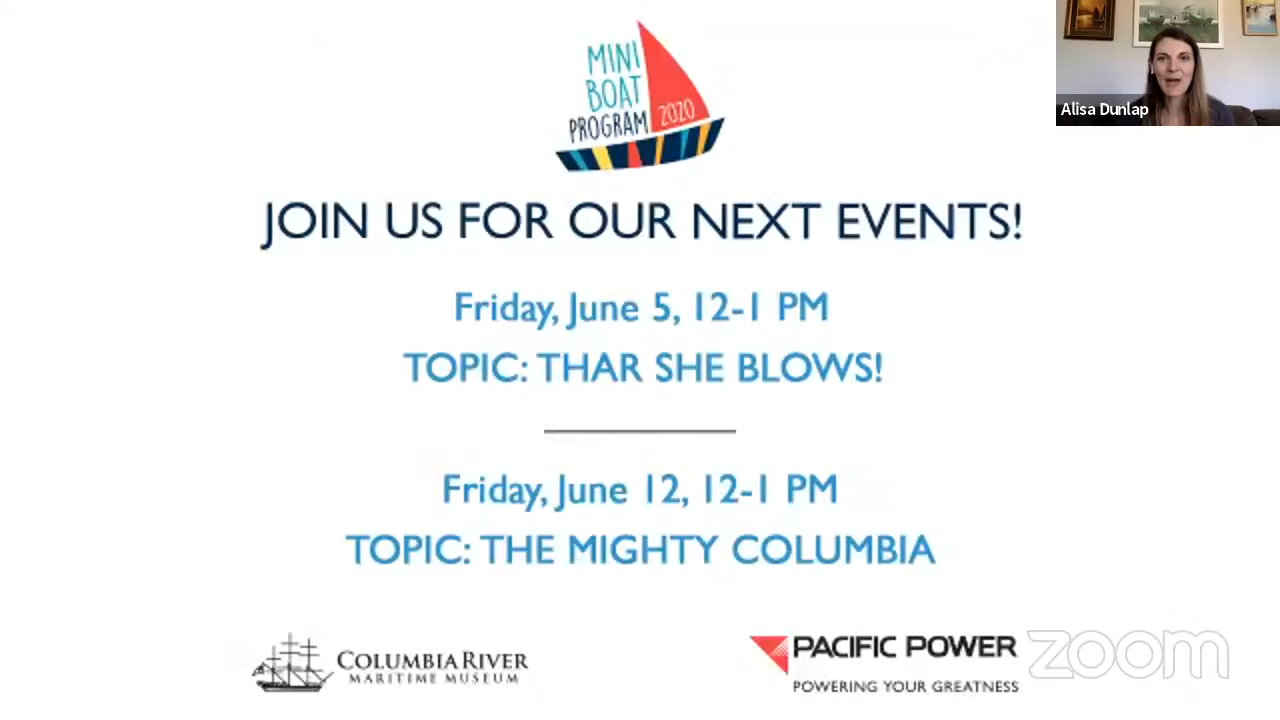 MINI
BOAT
PROGRAM 2020
Alisa Dunlap
JOIN US FOR OUR NEXT EVENTS!
Friday, June 5, 12-1 PM
TOPIC: THAR SHE BLOWS!
Friday, June 12, 12-1 PM
TOPIC: THE MIGHTY COLUMBIA
COLUMBIA RIVER
MARITIME MUSEUM
PACIFIC POWER
POWERING YOUR GREATNESS
zoom